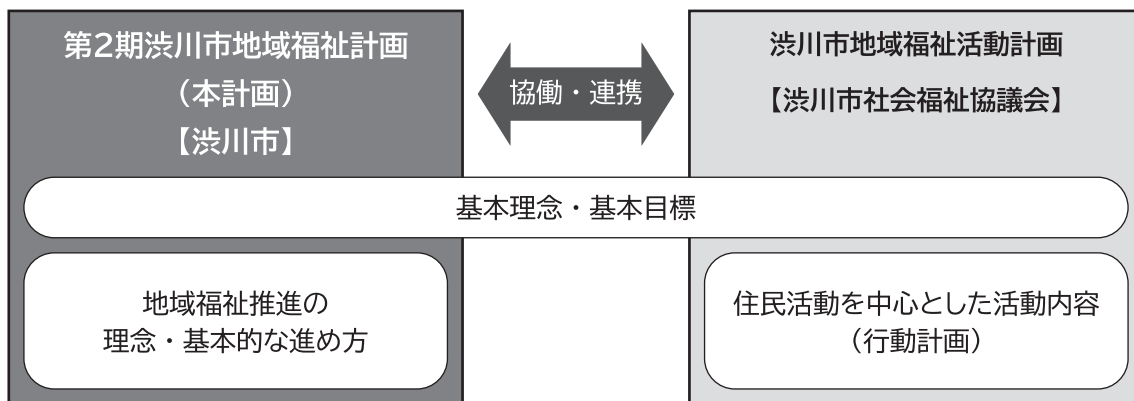 第2期渋川市地域福祉計画
（本計画）
【渋川市】
協働・連携
渋川市地域福祉活動計画
【渋川市社会福祉協議会】
基本理念・基本目標
地域福祉推進の
理念・基本的な進め方
住民活動を中心とした活動内容
（行動計画）